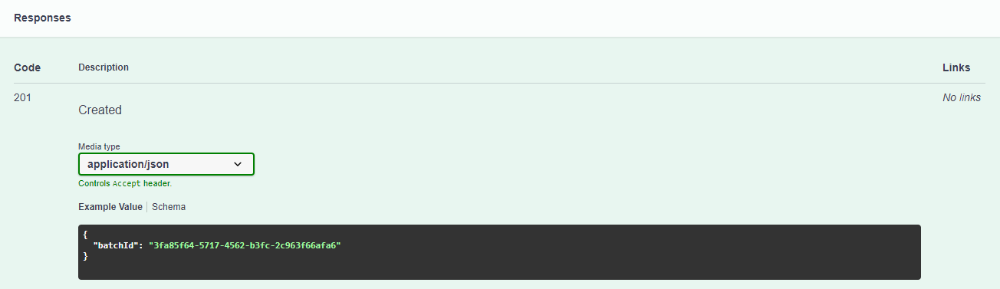 Responses
Code Description Links
201 Created No links
Media type
application/json
Controls Accept header.
Example Value Schema
{
"batchId": "3fa85f64-5717-4562-b3fc-2c963f66afa6"
}